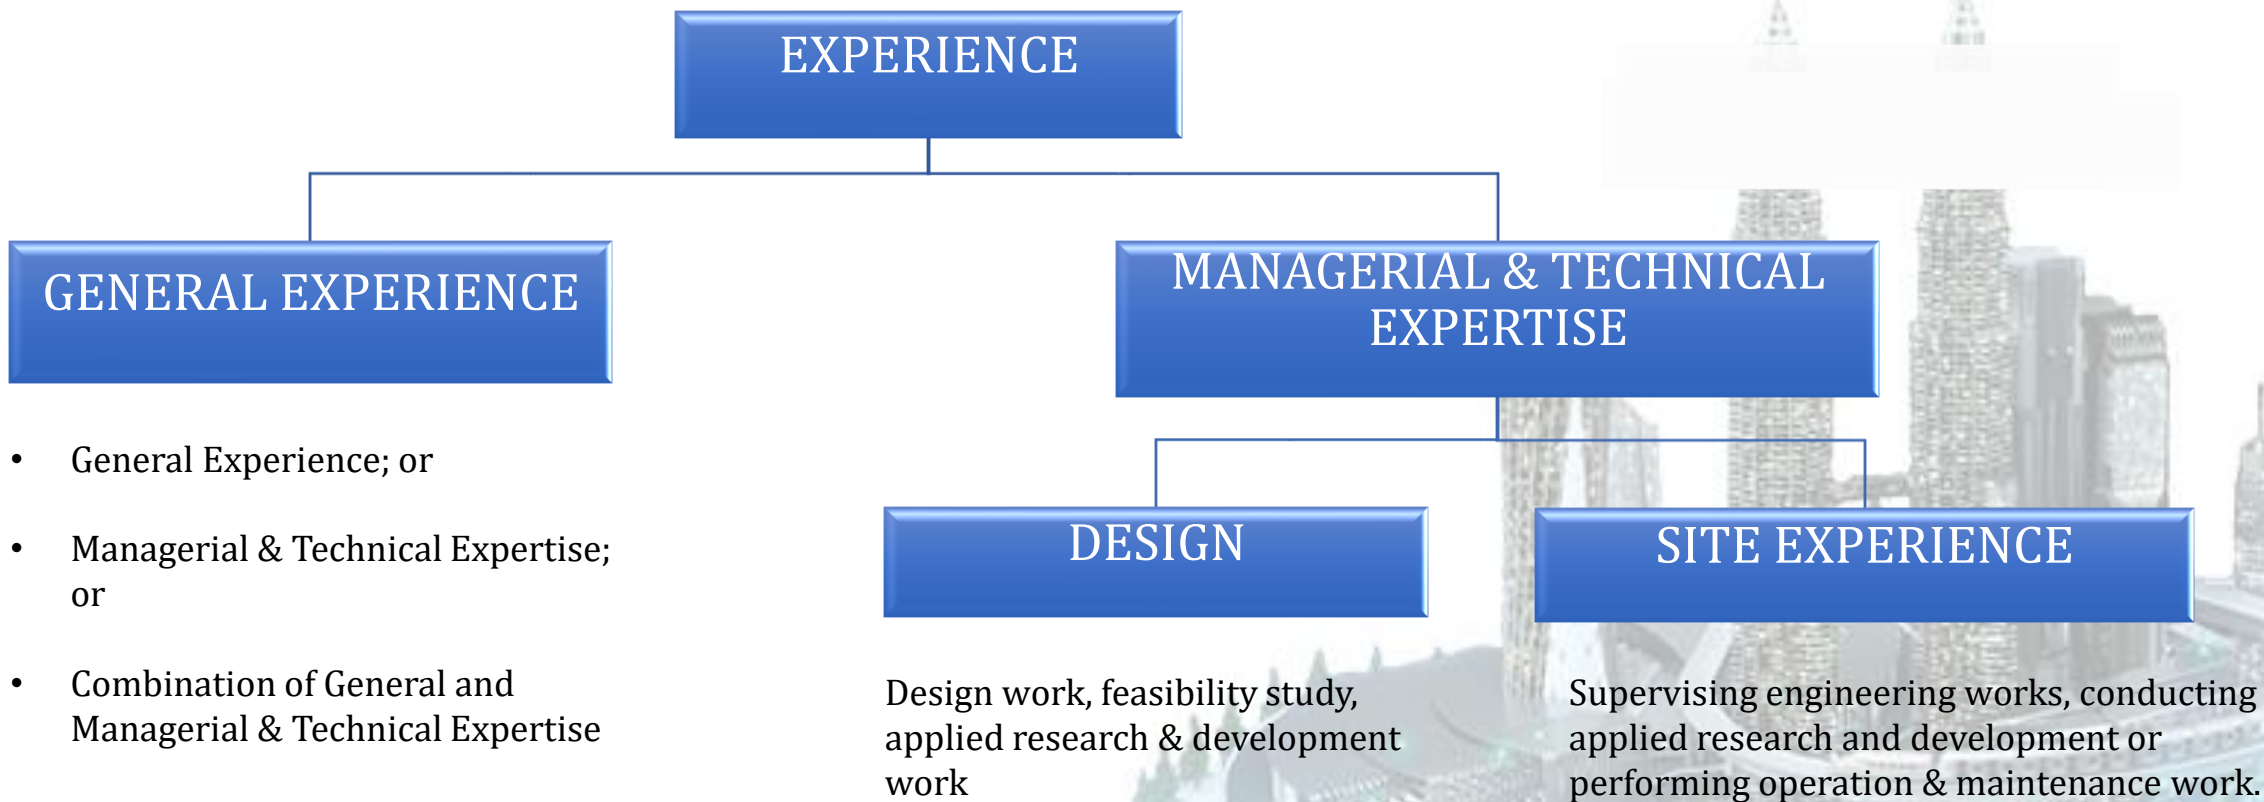 EXPERIENCE
GENERAL EXPERIENCE
MANAGERIAL & TECHNICAL
EXPERTISE
• General Experience; or
• Managerial & Technical Expertise;
or
• Combination of General and
Managerial & Technical Expertise
DESIGN
SITE EXPERIENCE
Design work, feasibility study,
applied research & development
work
Supervising engineering works, conducting
applied research and development or
performing operation & maintenance work.